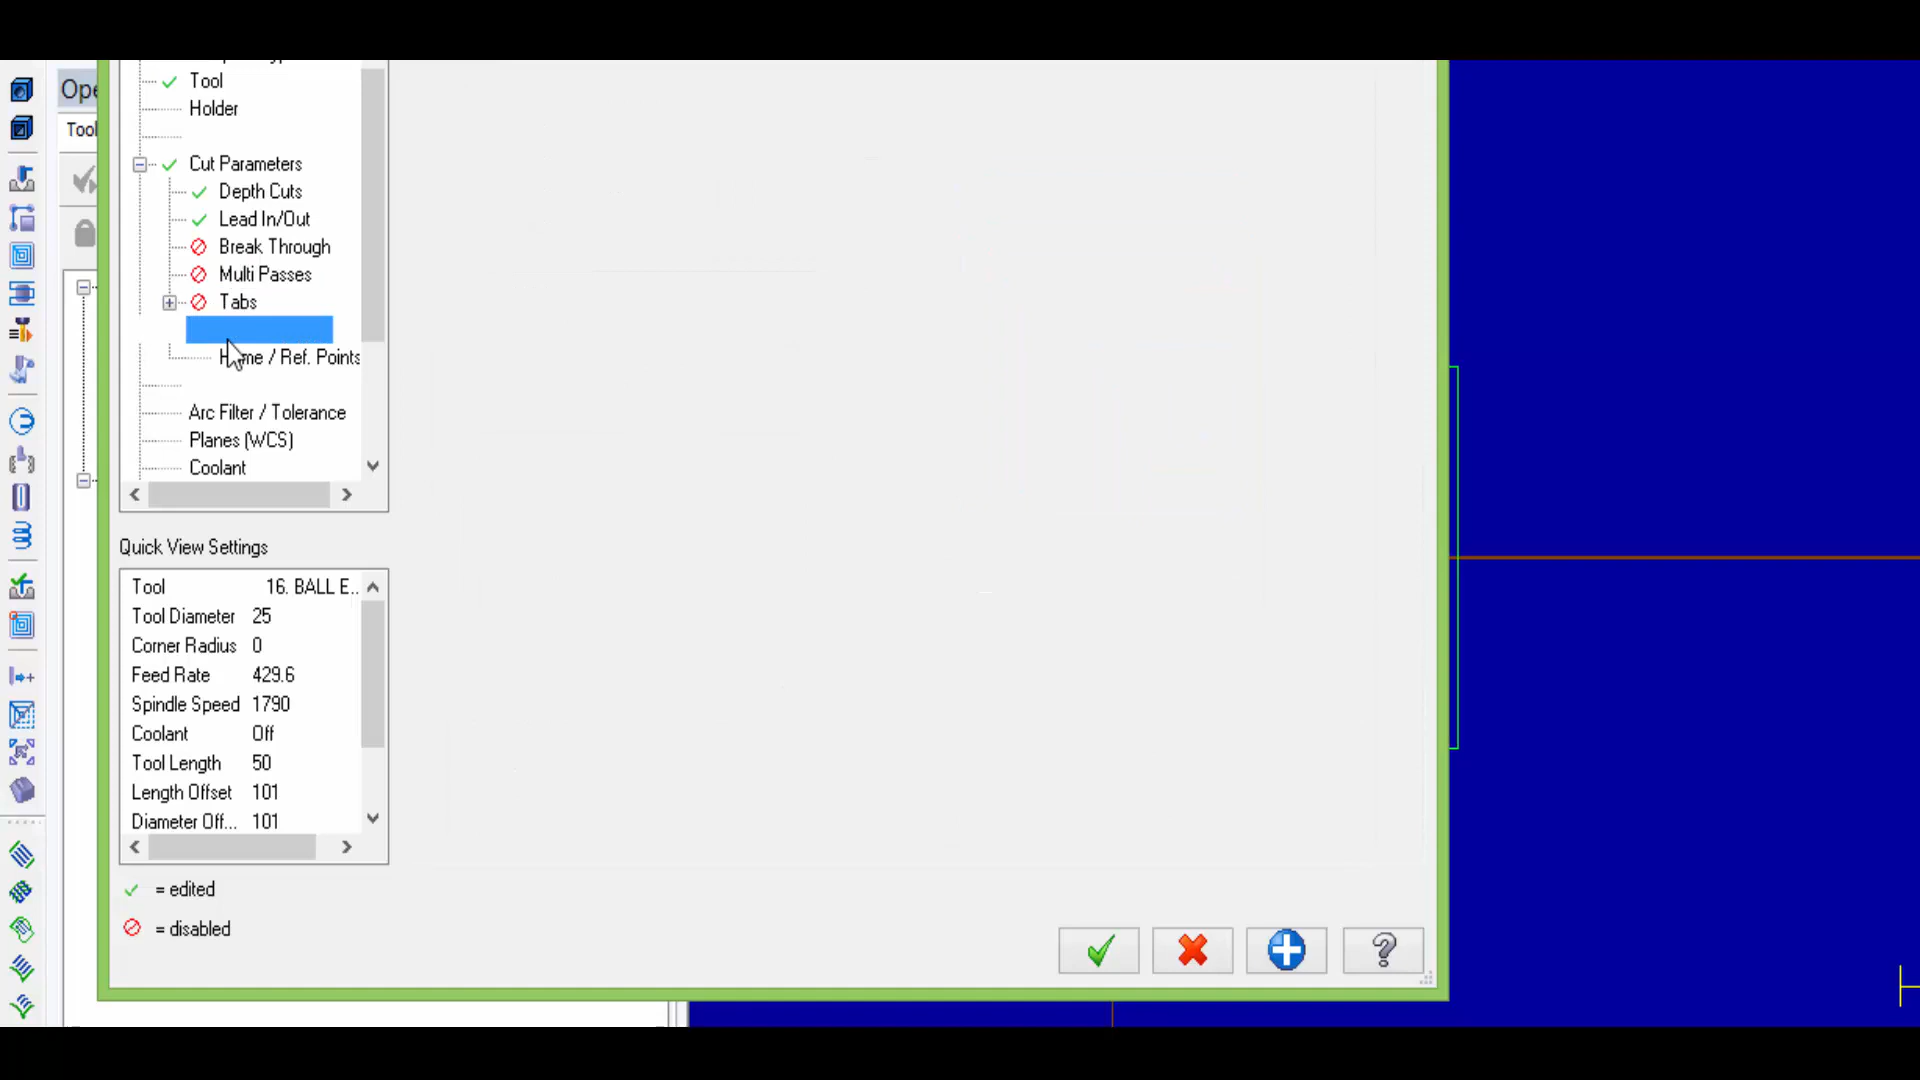 Ope
Tool
Tool
Holder
Cut Parameters
Depth Cuts
Lead In/Out
Break Through
Multi Passes
Tabs
Home / Ref. Points
Arc Filter / Tolerance
Planes (WCS)
Coolant
Quick View Settings
Tool 16. BALL E..
Tool Diameter 25
Corner Radius 0
Feed Rate 429.6
Spindle Speed 1790
Coolant Off
Tool Length 50
Length Offset 101
Diameter Off... 101
= edited
= disabled